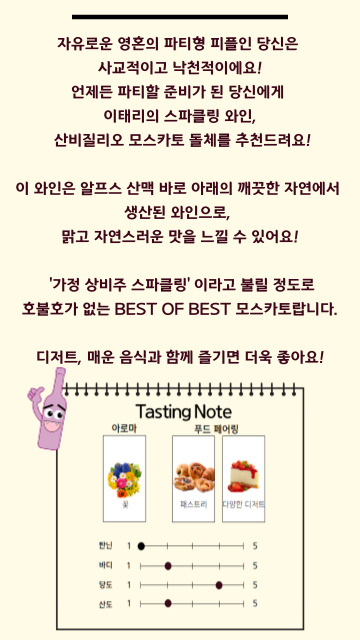 자유로운 영혼의 파티형 피플인 당신은
사교적이고 낙천적이에요!
언제든 파티할 준비가 된 당신에게
이태리의 스파클링 와인,
산비질리오 모스카토 돌체를 추천드려요!
이 와인은 알프스 산맥 바로 아래의 깨끗한 자연에서
생산된 와인으로,
맑고 자연스러운 맛을 느낄 수 있어요!
'가정 상비주 스파클링' 이라고 불릴 정도로
호불호가 없는 BEST OF BEST 모스카토랍니다.
디저트, 매운 음식과 함께 즐기면 더욱 좋아요!
Tasting Note
아로마 푸드 페어링
꽃 패스트리 다양한 디저트
탄닌 1 5
바디 1 5
당도 1 5
산도 1 5